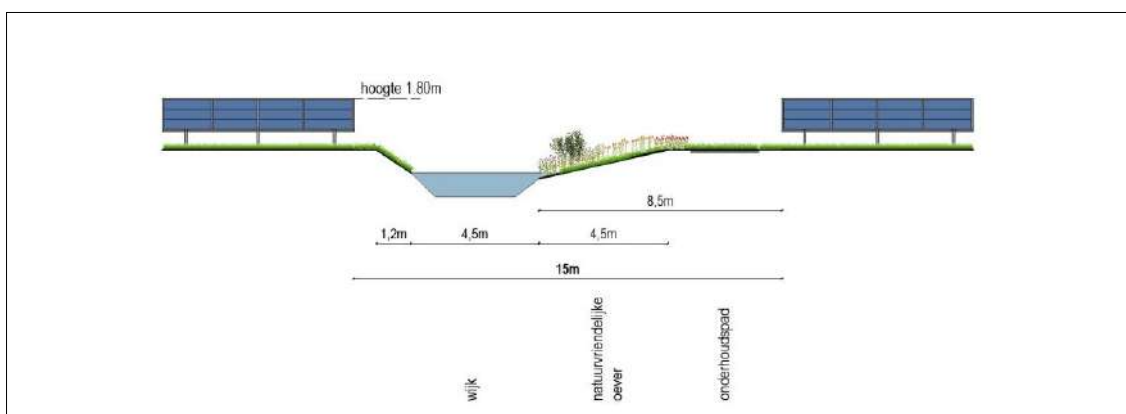 hoogte 1.80m
8,5m
1,2m
4,5m
4,5m
15m
wijk
natuurvriendelijke
oever
onderhoudspad